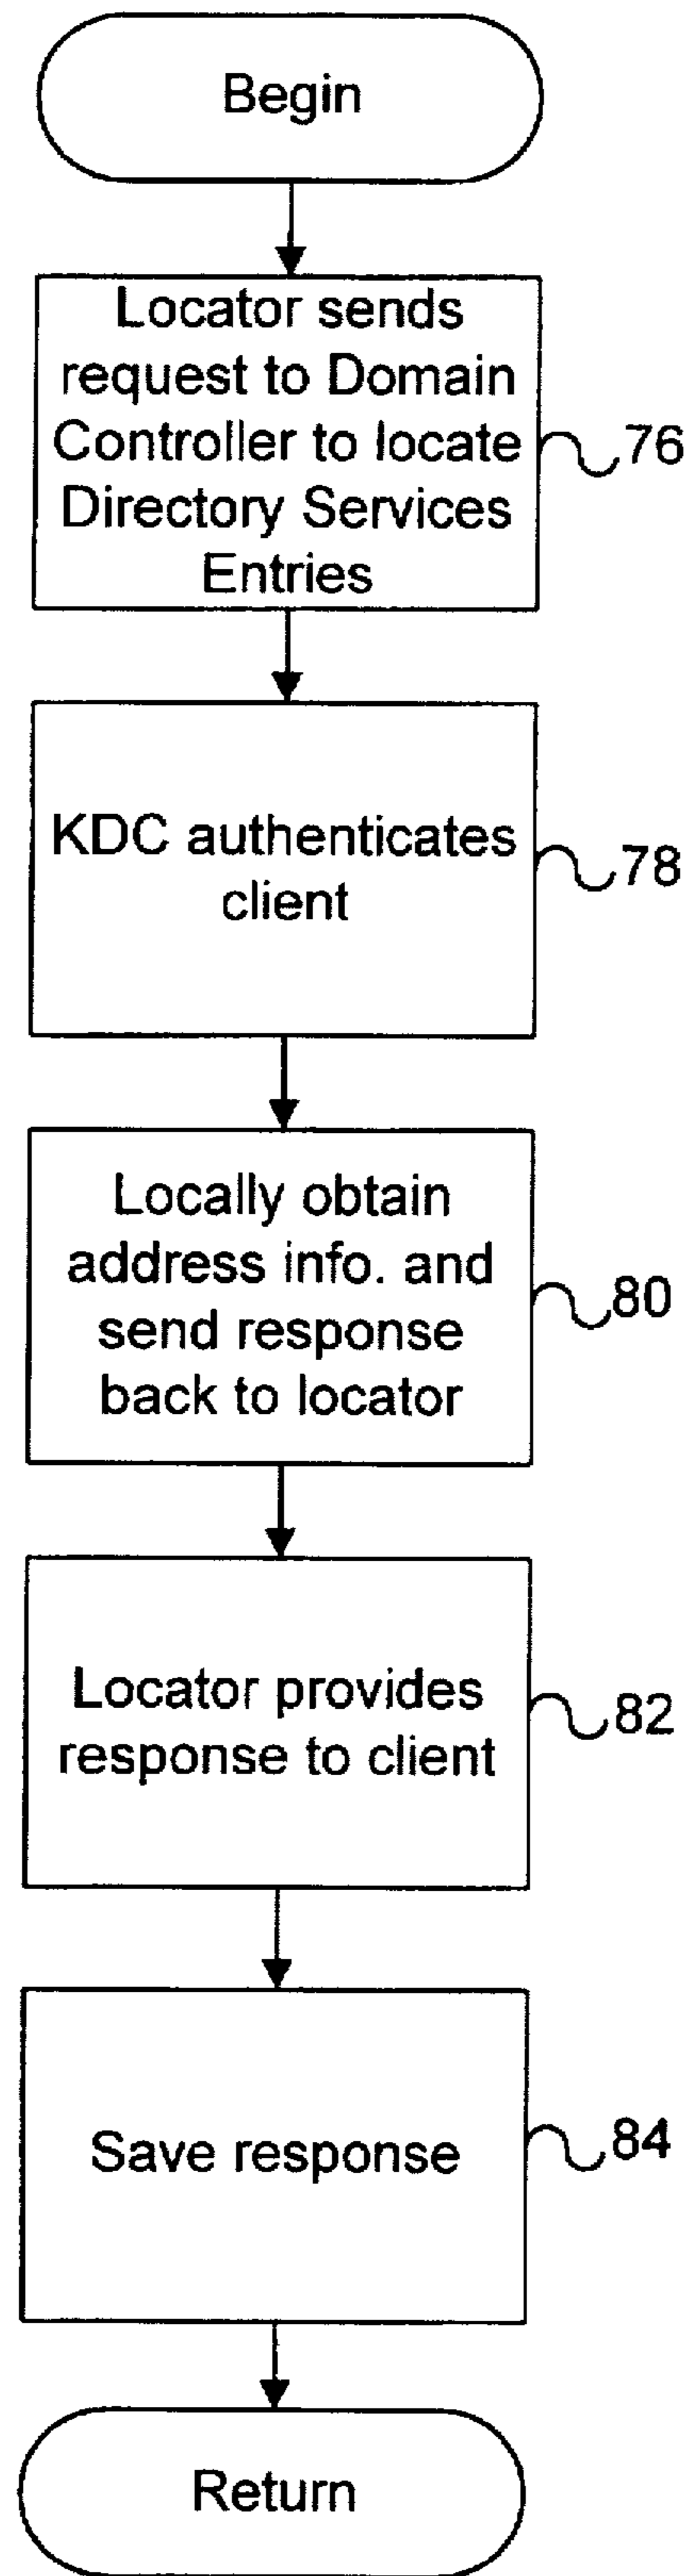 Begin
Locator sends
request to Domain
Controller to locate
Directory Services
Entries
76
KDC authenticates
client
78
Locally obtain
address info. and
send response
back to locator
80
Locator provides
response to client
82
Save response
84
Return